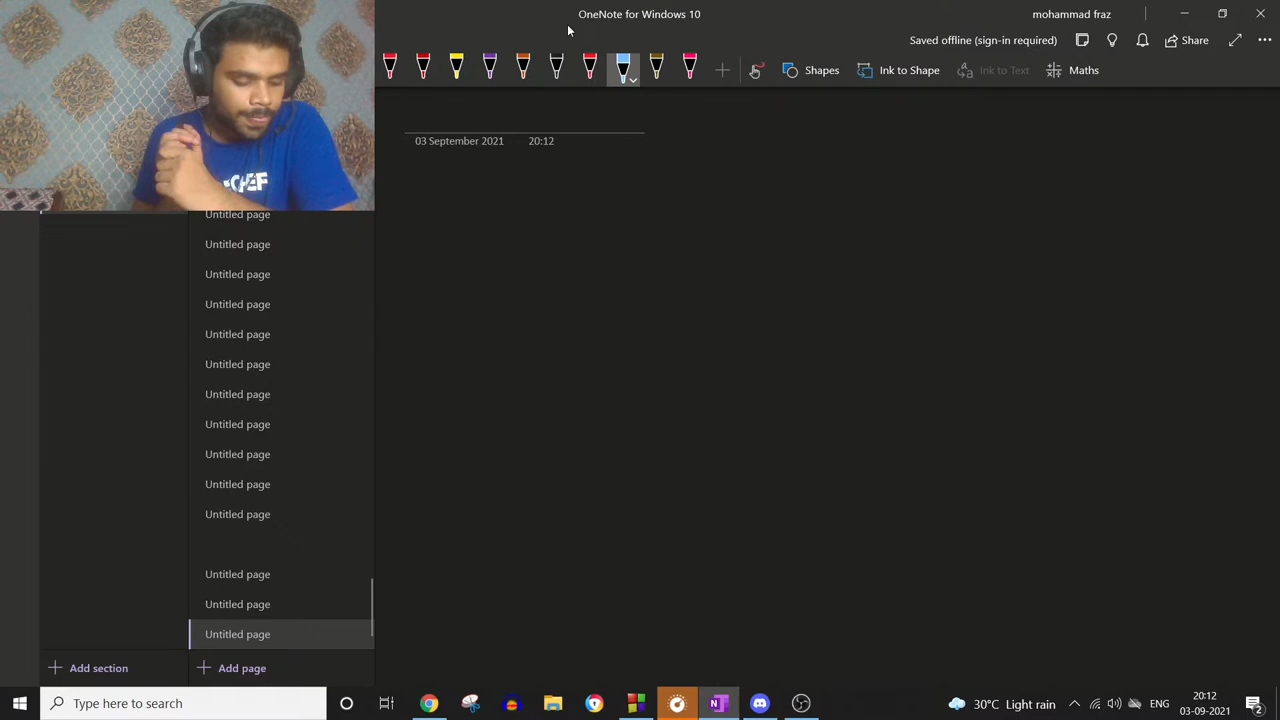 OneNote for Windows 10
mohammad fraz
Saved offline (sign-in required)
Share
Shapes
Ink to Shape
Ink to Text
Maths
03 September 2021 20:12
CHEF
Untitled page
Untitled page
Untitled page
Untitled page
Untitled page
Untitled page
Untitled page
Untitled page
Untitled page
Untitled page
Untitled page
Untitled page
Untitled page
Untitled page
Add section
Add page
Type here to search
N
30°C Light rain
ENG
20:12
03-09-2021
2